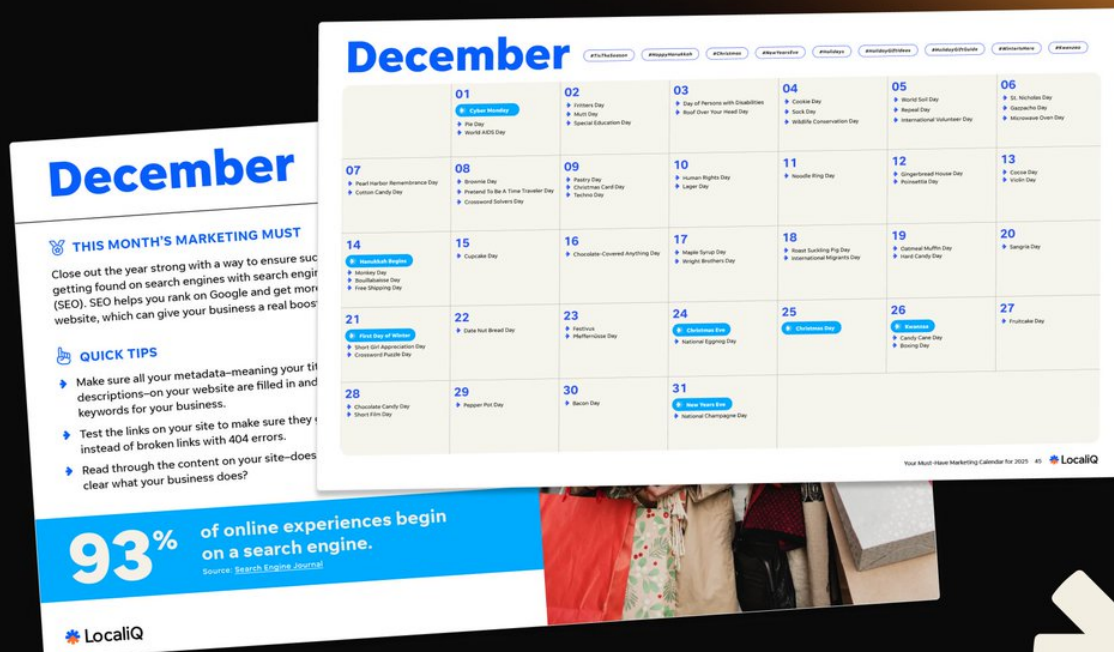 December
THIS MONTH'S MARKETING MUST
Close out the year strong with a way to ensure
getting found on search engines with search
(SEO). SEO helps you rank on Google and get
website, which can give your business a real
QUICK TIPS
Make sure all your metadata–meaning your
descriptions–on your website are filled in and
keywords for your business.
Test the links on your site to make sure they
instead of broken links with 404 errors.
Read through the content on your site–does
clear what your business does?
93%
of online experiences begin
on a search engine.
Source: Search Engine Journal
LocaliQ
December
#TisTheSeason
#HappyHanukkah
#Christmas
#NewYearsEve
#Holidays
#HolidayGiftIdeas
#HolidayGiftGuide
#WinterIsHere
#Kwanzaa
01
Cyber Monday
Pie Day
World AIDS Day
02
Fritters Day
Mutt Day
Special Education Day
03
Day of Persons with Disabilities
Roof Over Your Head Day
04
Cookie Day
Sock Day
Wildlife Conservation Day
05
World Soil Day
Repeal Day
International Volunteer Day
06
St. Nicholas Day
Gazpacho Day
Microwave Oven Day
07
Pearl Harbor Remembrance Day
Cotton Candy Day
08
Brownie Day
Pretend To Be A Time Traveler Day
Crossword Solvers Day
09
Pastry Day
Christmas Card Day
Techno Day
10
Human Rights Day
Lager Day
11
Noodle Ring Day
12
Gingerbread House Day
Poinsettia Day
13
Cocoa Day
Violin Day
14
Hanukkah Begins
Monkey Day
Bouillabaisse Day
Free Shipping Day
15
Cupcake Day
16
Chocolate-Covered Anything Day
17
Maple Syrup Day
Wright Brothers Day
18
Roast Suckling Pig Day
International Migrants Day
19
Oatmeal Muffin Day
Hard Candy Day
20
Sangria Day
21
First Day of Winter
Short Girl Appreciation Day
Crossword Puzzle Day
22
Date Nut Bread Day
23
Festivus
Pfeffernüsse Day
24
Christmas Eve
National Eggnog Day
25
Christmas Day
26
Kwanzaa
Candy Cane Day
Boxing Day
27
Fruitcake Day
28
Chocolate Candy Day
Short Film Day
29
Pepper Pot Day
30
Bacon Day
31
New Years Eve
National Champagne Day
Your Must-Have Marketing Calendar for 2025 45 LocaliQ